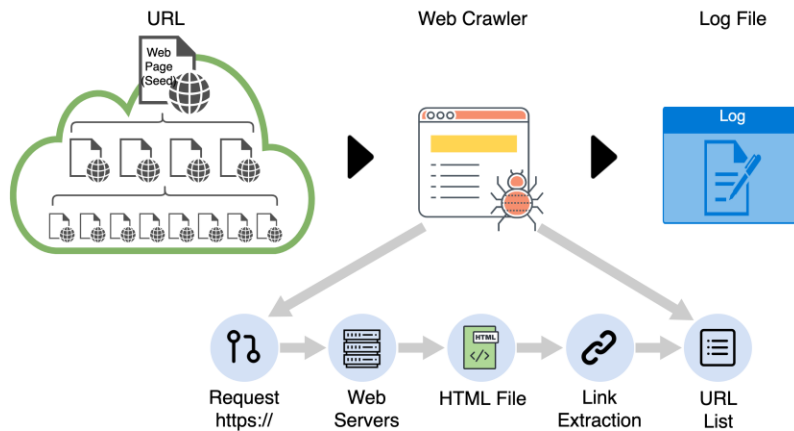 URL
Web Crawler
Log File
Web
Page
(Seed)
Log
HTML
</>
Request
https://
Web
Servers
HTML File
Link
Extraction
URL
List